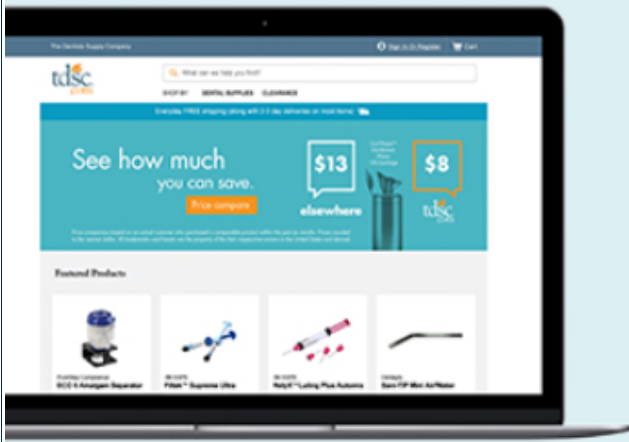 The Dentists Supply Company
Sign In Or Register
Cart
tdsc
.com
What can we help you find?
SHOP BY:
DENTAL SUPPLIES
CLEARANCE
Everyday FREE shipping (along with 2-3 day deliveries on most items)
See how much
you can save.
Price compare
$13
elsewhere
$8
tdsc
.com
Featured Products
ECO II Amalgam Separator
Filtek™ Supreme Ultra
RelyX™ Luting Plus Automix
Sani-TIP Mini Air/Water